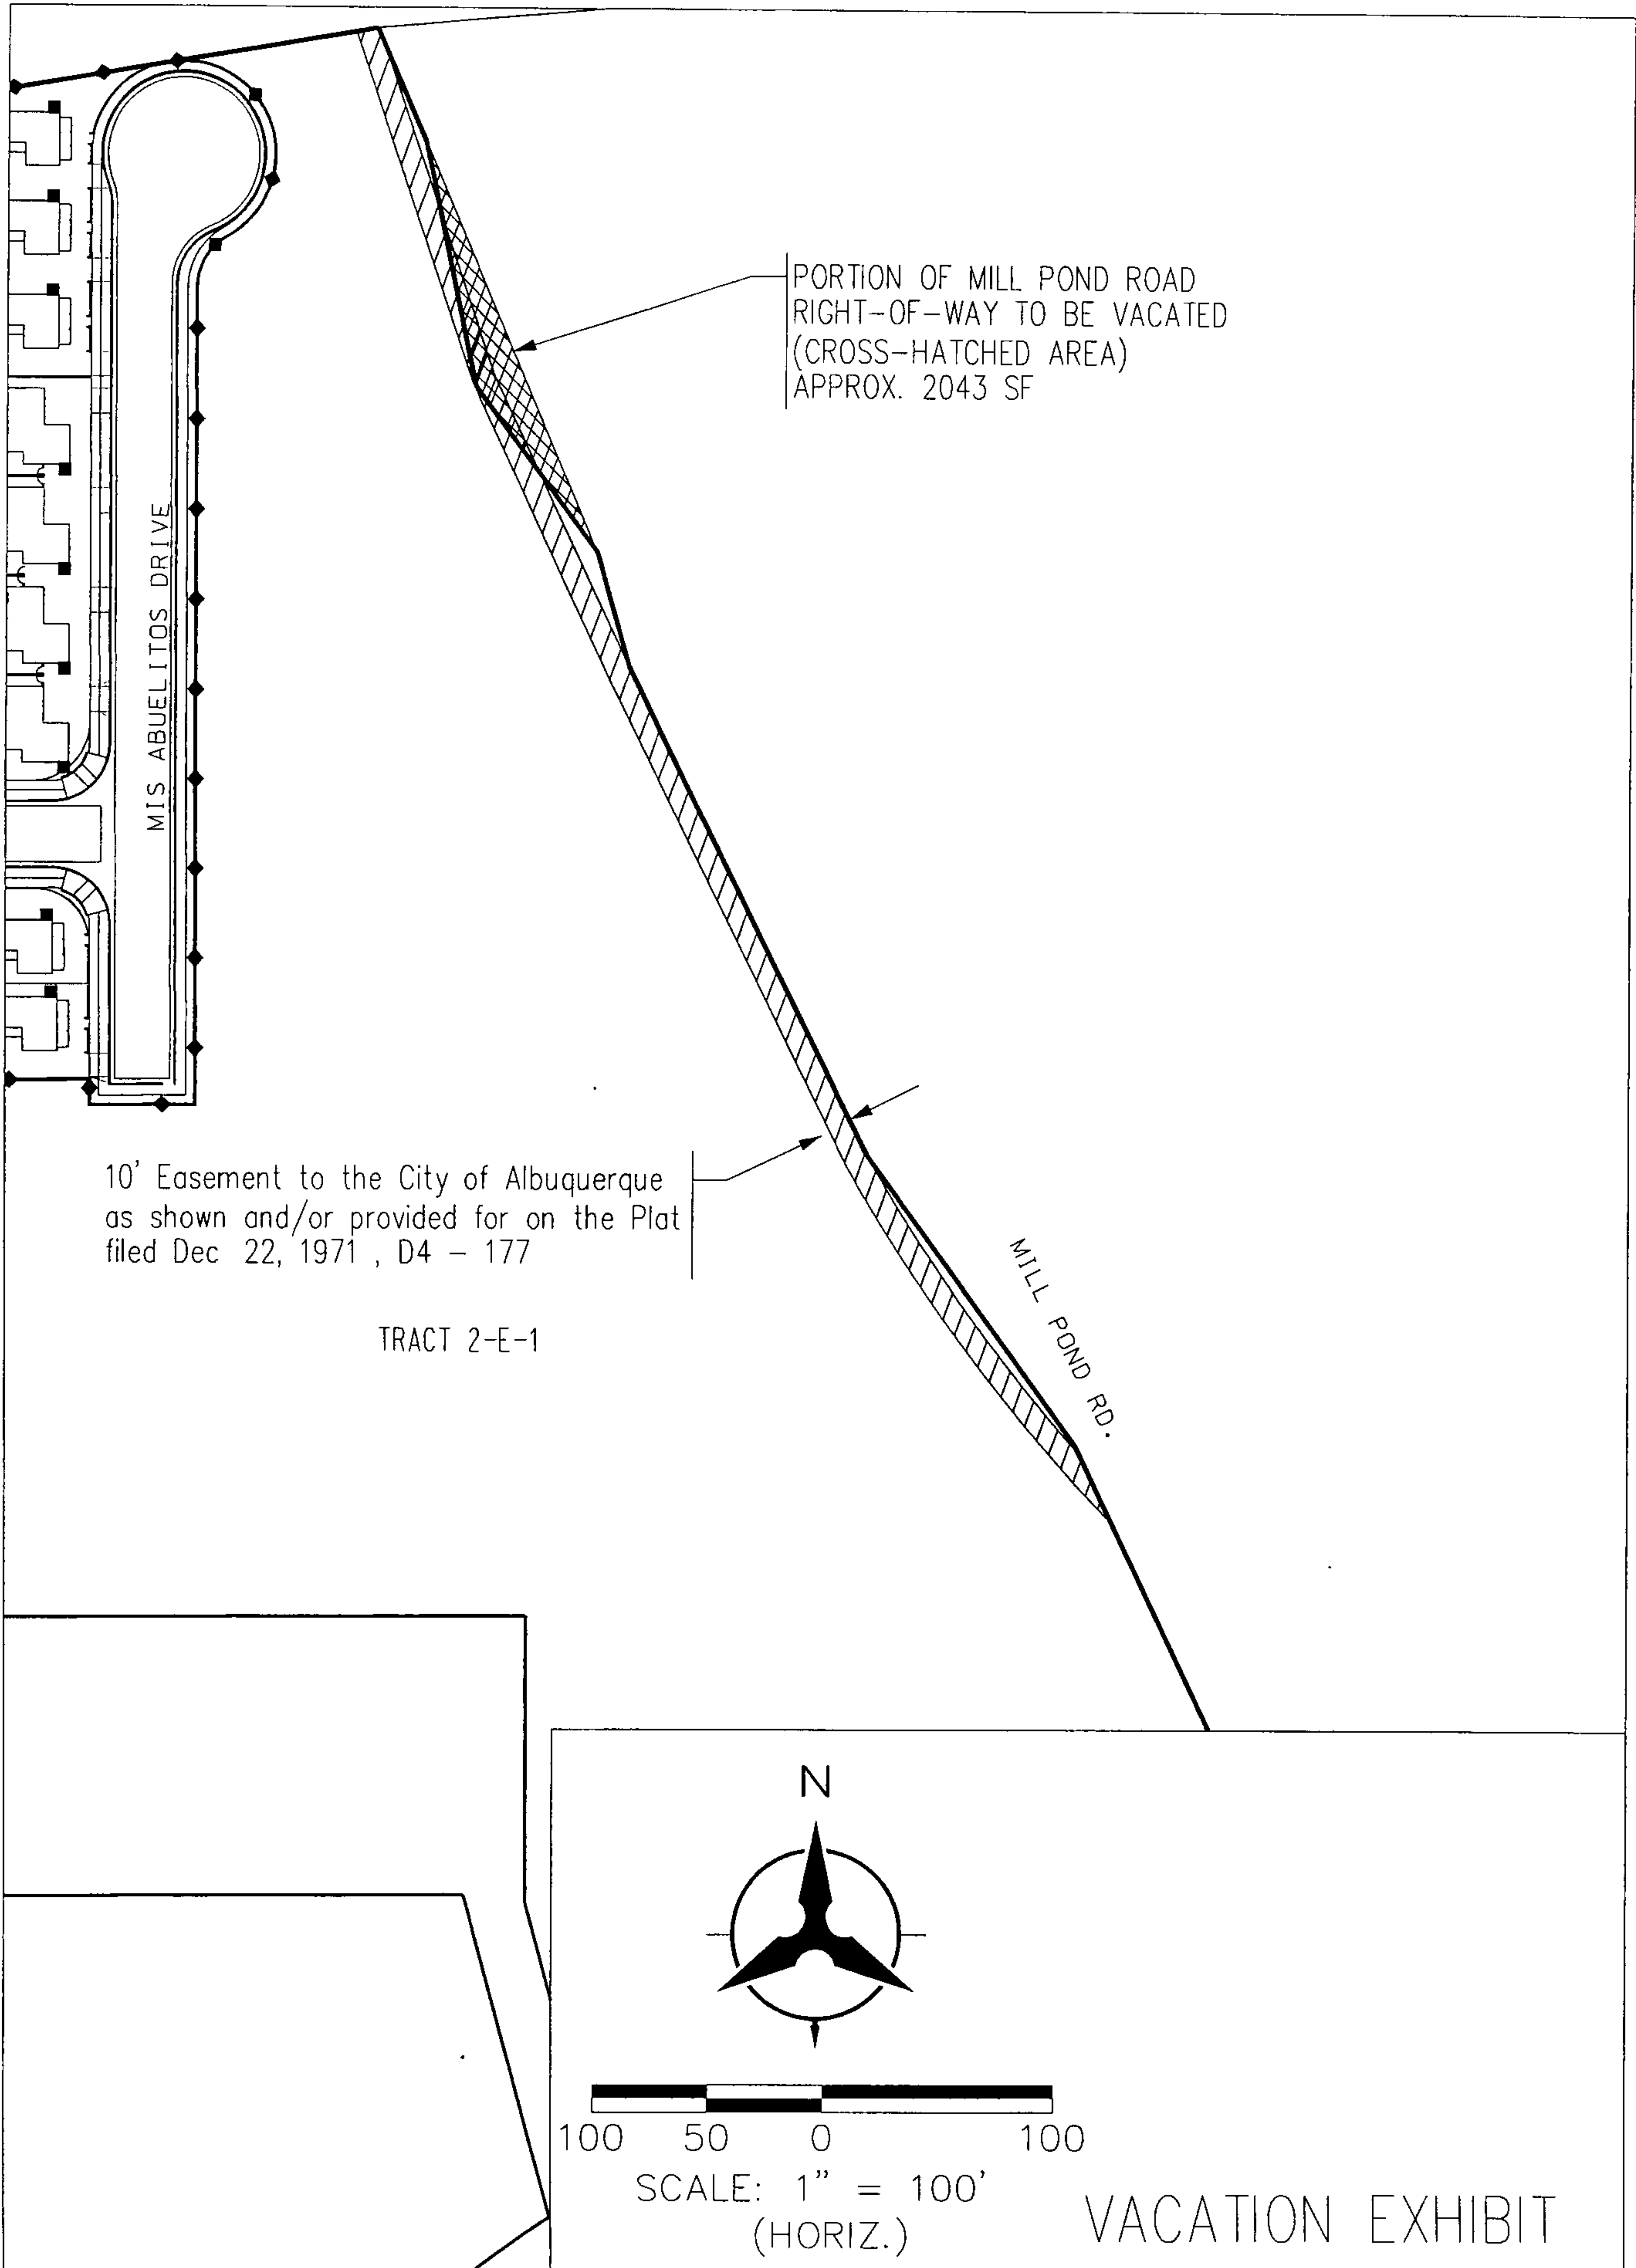 PORTION OF MILL POND ROAD
RIGHT-OF-WAY TO BE VACATED
(CROSS-HATCHED AREA)
APPROX. 2043 SF
MIS ABUELITOS DRIVE
10' Easement to the City of Albuquerque
as shown and/or provided for on the Plat
filed Dec 22, 1971 , D4 – 177
MILL POND RD.
TRACT 2-E-1
N
100 50 0 100
SCALE: 1" = 100'
(HORIZ.)
VACATION EXHIBIT